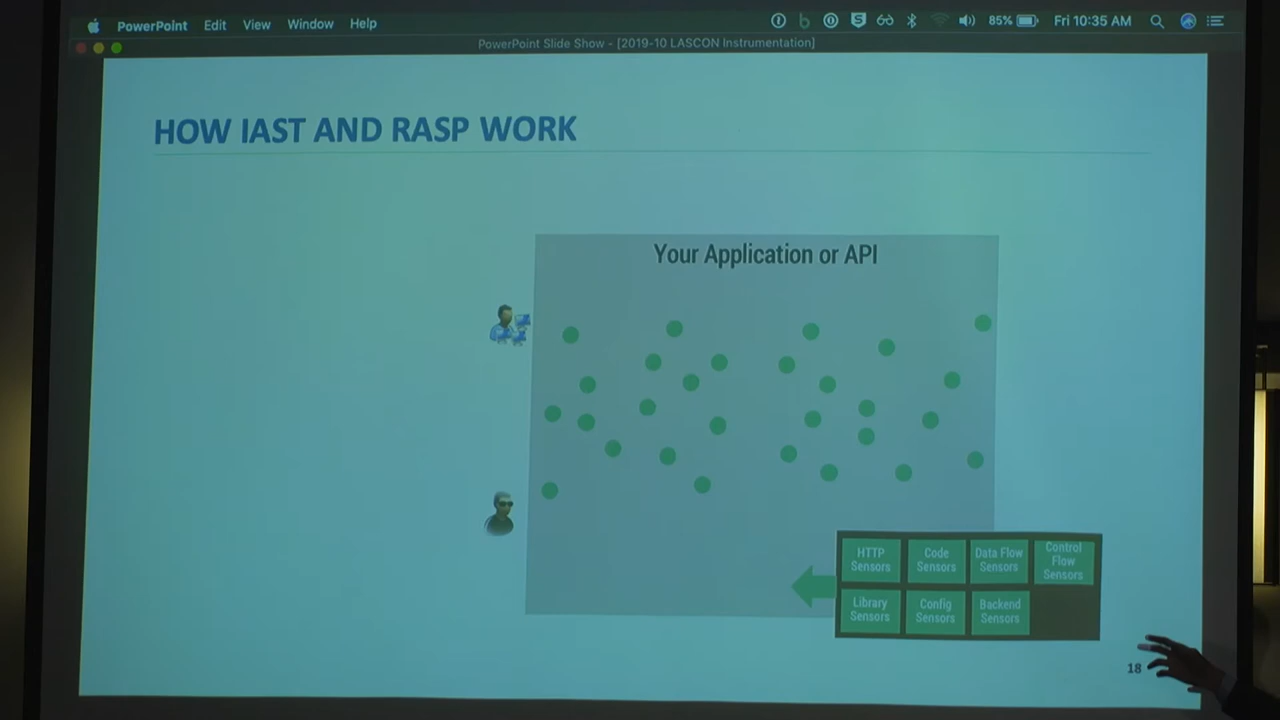 PowerPoint Edit View Window Help 85% Fri 10:35 AM
PowerPoint Slide Show - [2019-10 LASCON Instrumentation]
HOW IAST AND RASP WORK
Your Application or API
HTTP Sensors
Code Sensors
Data Flow Sensors
Control Flow Sensors
Library Sensors
Config Sensors
Backend Sensors
18